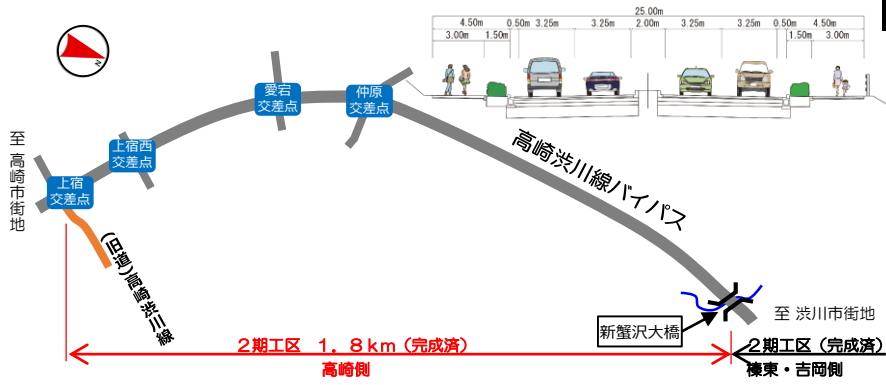 25.00m
4.50m 0.50m 3.25m 3.25m 2.00m 3.25m 3.25m 0.50m 4.50m
3.00m 1.50m 1.50m 3.00m
N
愛宕
交差点
仲原
交差点
上宿西
交差点
上宿
交差点
至 高崎市街地
高崎渋川線バイパス
(旧道)高崎渋川線
新蟹沢大橋
至 渋川市街地
2期工区 1.8km(完成済)
高崎側
2期工区(完成済)
榛東・吉岡側